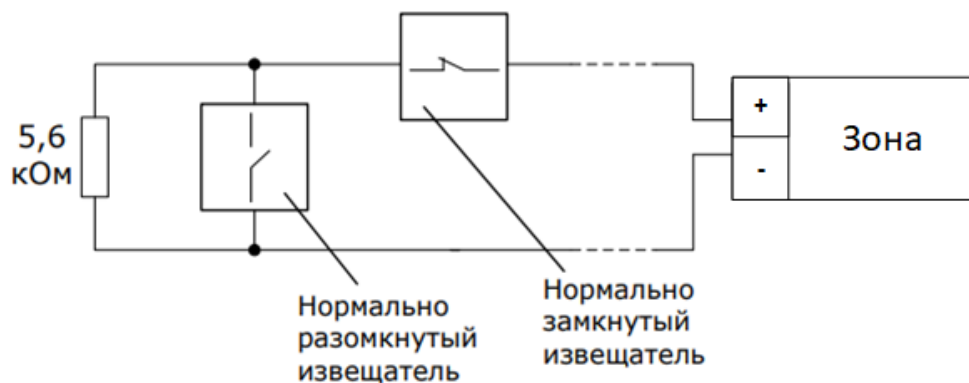 5,6
кОм
+
-
Зона
Нормально
разомкнутый
извещатель
Нормально
замкнутый
извещатель